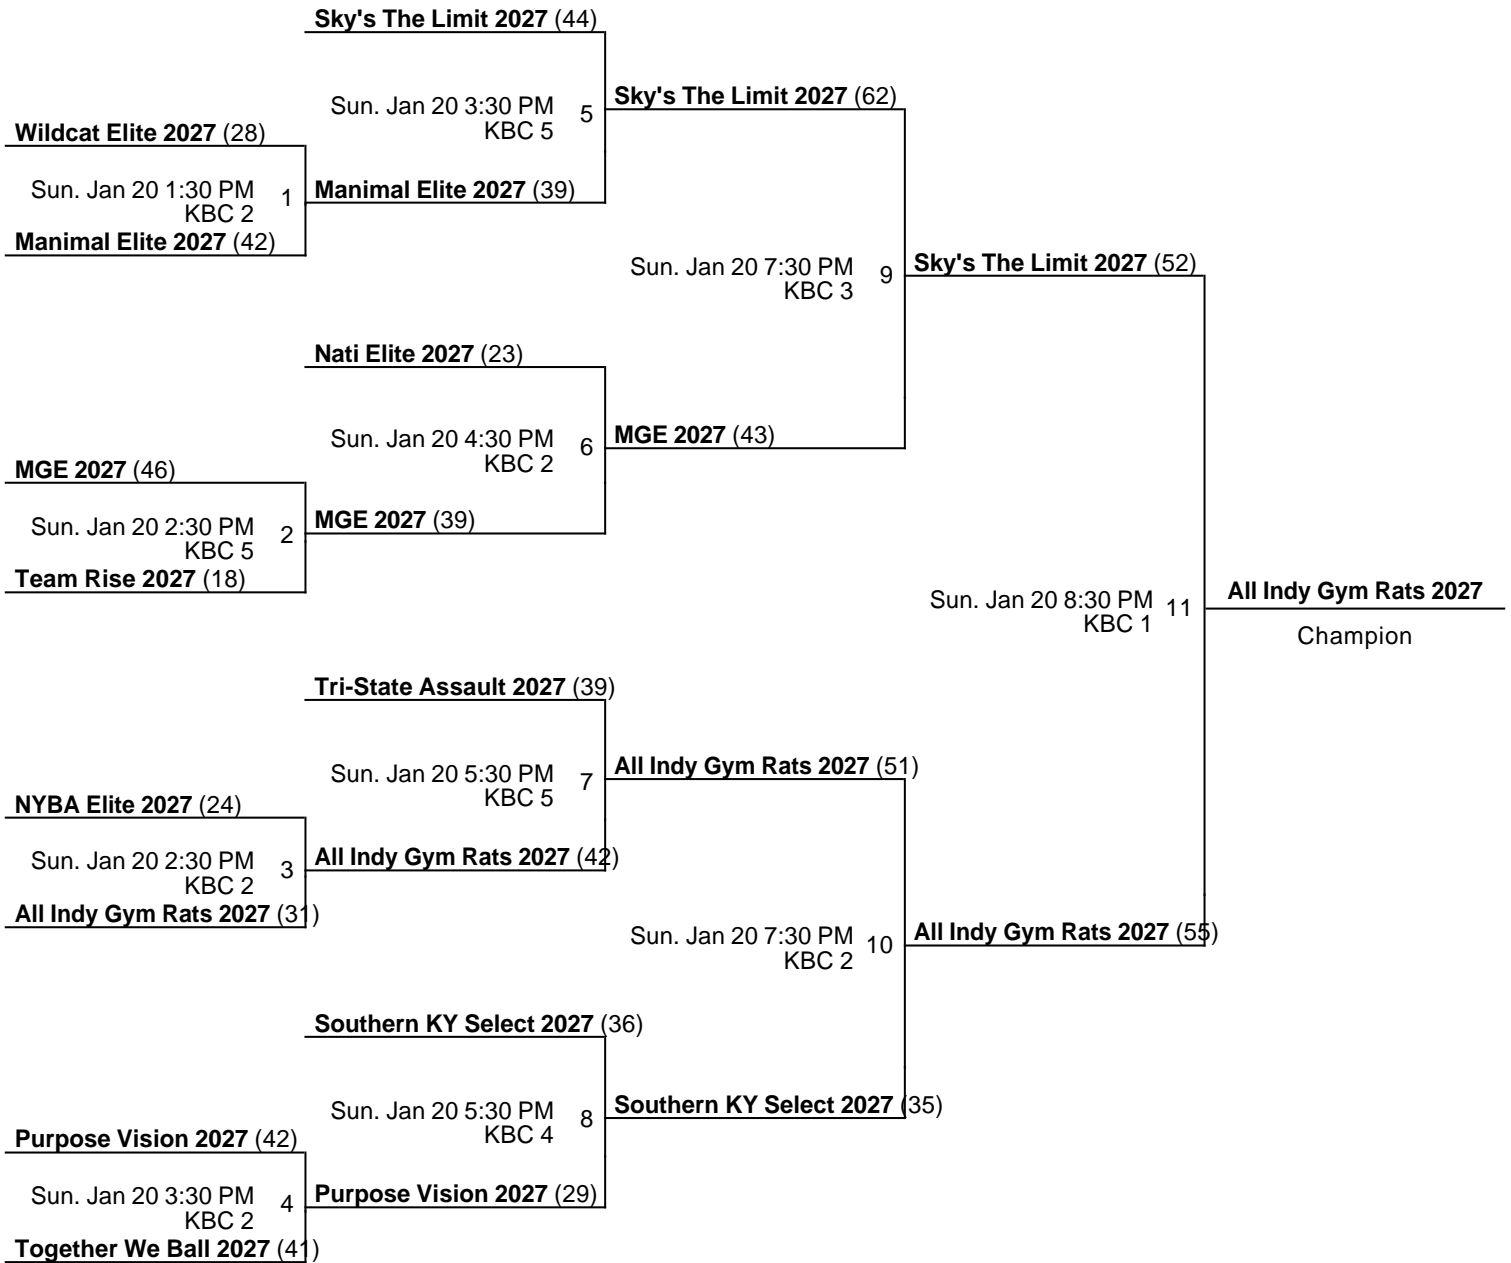 Sky's The Limit 2027 (44)
Sun. Jan 20 3:30 PM
KBC 5
5
Sky's The Limit 2027 (62)
Wildcat Elite 2027 (28)
Sun. Jan 20 1:30 PM
KBC 2
1
Manimal Elite 2027 (39)
Manimal Elite 2027 (42)
Sun. Jan 20 7:30 PM
KBC 3
9
Sky's The Limit 2027 (52)
Nati Elite 2027 (23)
Sun. Jan 20 4:30 PM
KBC 2
6
MGE 2027 (43)
MGE 2027 (46)
Sun. Jan 20 2:30 PM
KBC 5
2
MGE 2027 (39)
Team Rise 2027 (18)
Sun. Jan 20 8:30 PM
KBC 1
11
All Indy Gym Rats 2027
Champion
Tri-State Assault 2027 (39)
Sun. Jan 20 5:30 PM
KBC 5
7
All Indy Gym Rats 2027 (51)
NYBA Elite 2027 (24)
Sun. Jan 20 2:30 PM
KBC 2
3
All Indy Gym Rats 2027 (42)
All Indy Gym Rats 2027 (31)
Sun. Jan 20 7:30 PM
KBC 2
10
All Indy Gym Rats 2027 (55)
Southern KY Select 2027 (36)
Sun. Jan 20 5:30 PM
KBC 4
8
Southern KY Select 2027 (35)
Purpose Vision 2027 (42)
Sun. Jan 20 3:30 PM
KBC 2
4
Purpose Vision 2027 (29)
Together We Ball 2027 (41)